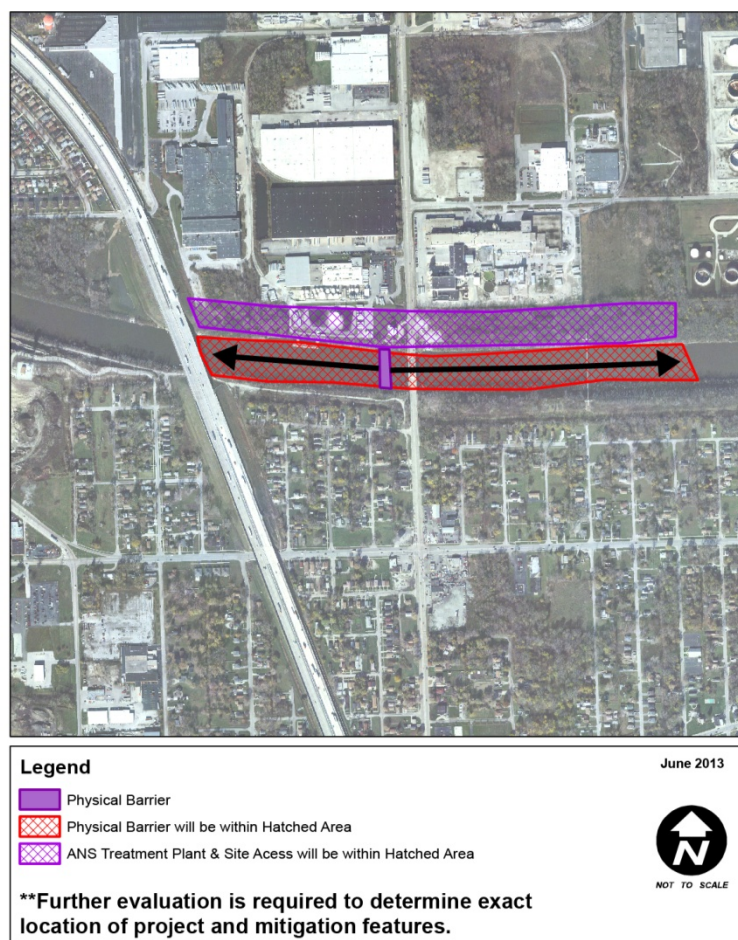 Legend
June 2013
Physical Barrier
Physical Barrier will be within Hatched Area
ANS Treatment Plant & Site Acess will be within Hatched Area
N
NOT TO SCALE
**Further evaluation is required to determine exact
location of project and mitigation features.